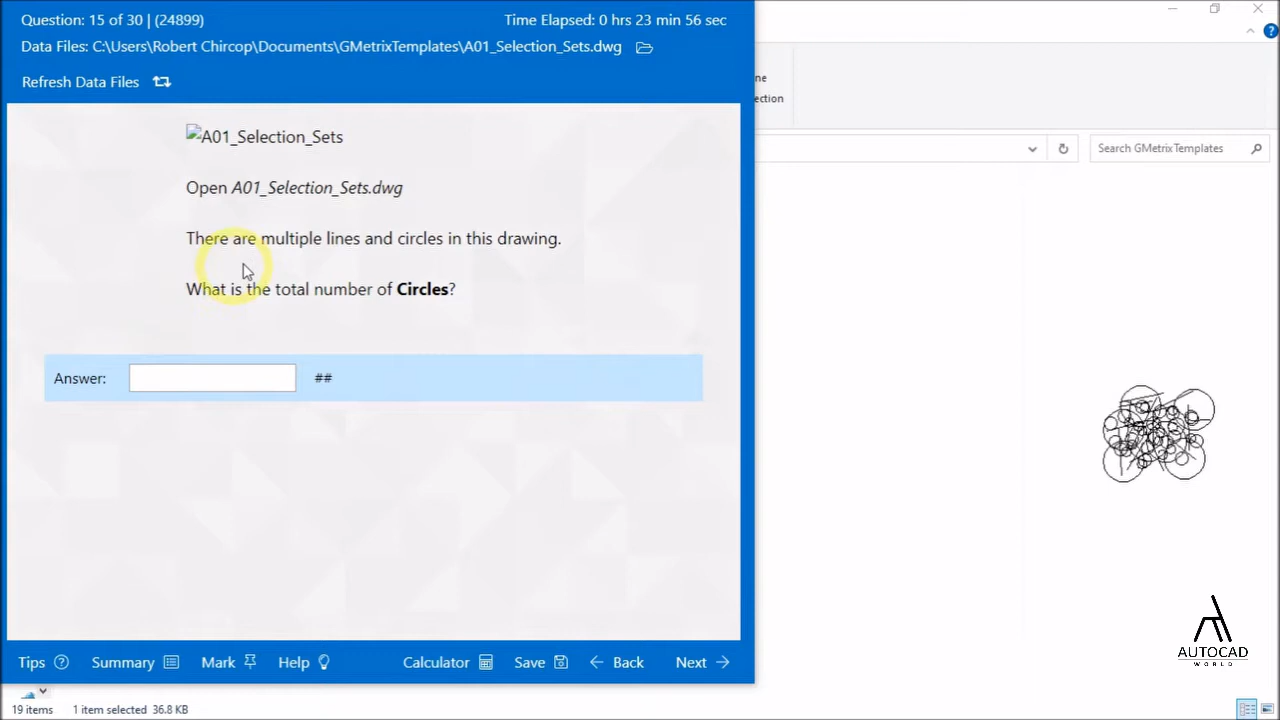 Question: 15 of 30 | (24899)
Time Elapsed: 0 hrs 23 min 56 sec
Data Files: C:\Users\Robert Chircop\Documents\GMetrixTemplates\A01_Selection_Sets.dwg
Refresh Data Files
A01_Selection_Sets
Open A01_Selection_Sets.dwg
There are multiple lines and circles in this drawing.
What is the total number of Circles?
Answer:
##
Tips ?
Summary
Mark
Help
Calculator
Save
Back
Next
?
Search GMetrixTemplates
AUTOCAD
WORLD
19 items
1 item selected 36.8 KB